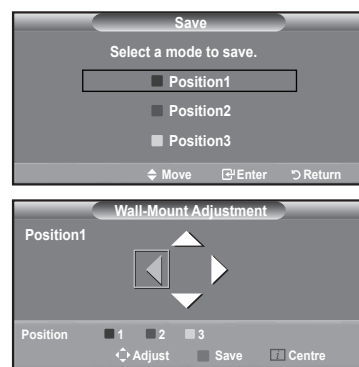 Save
Select a mode to save.
Position1
Position2
Position3
Move Enter Return
Wall-Mount Adjustment
Position1
Position 1 2 3
Adjust Save i Centre